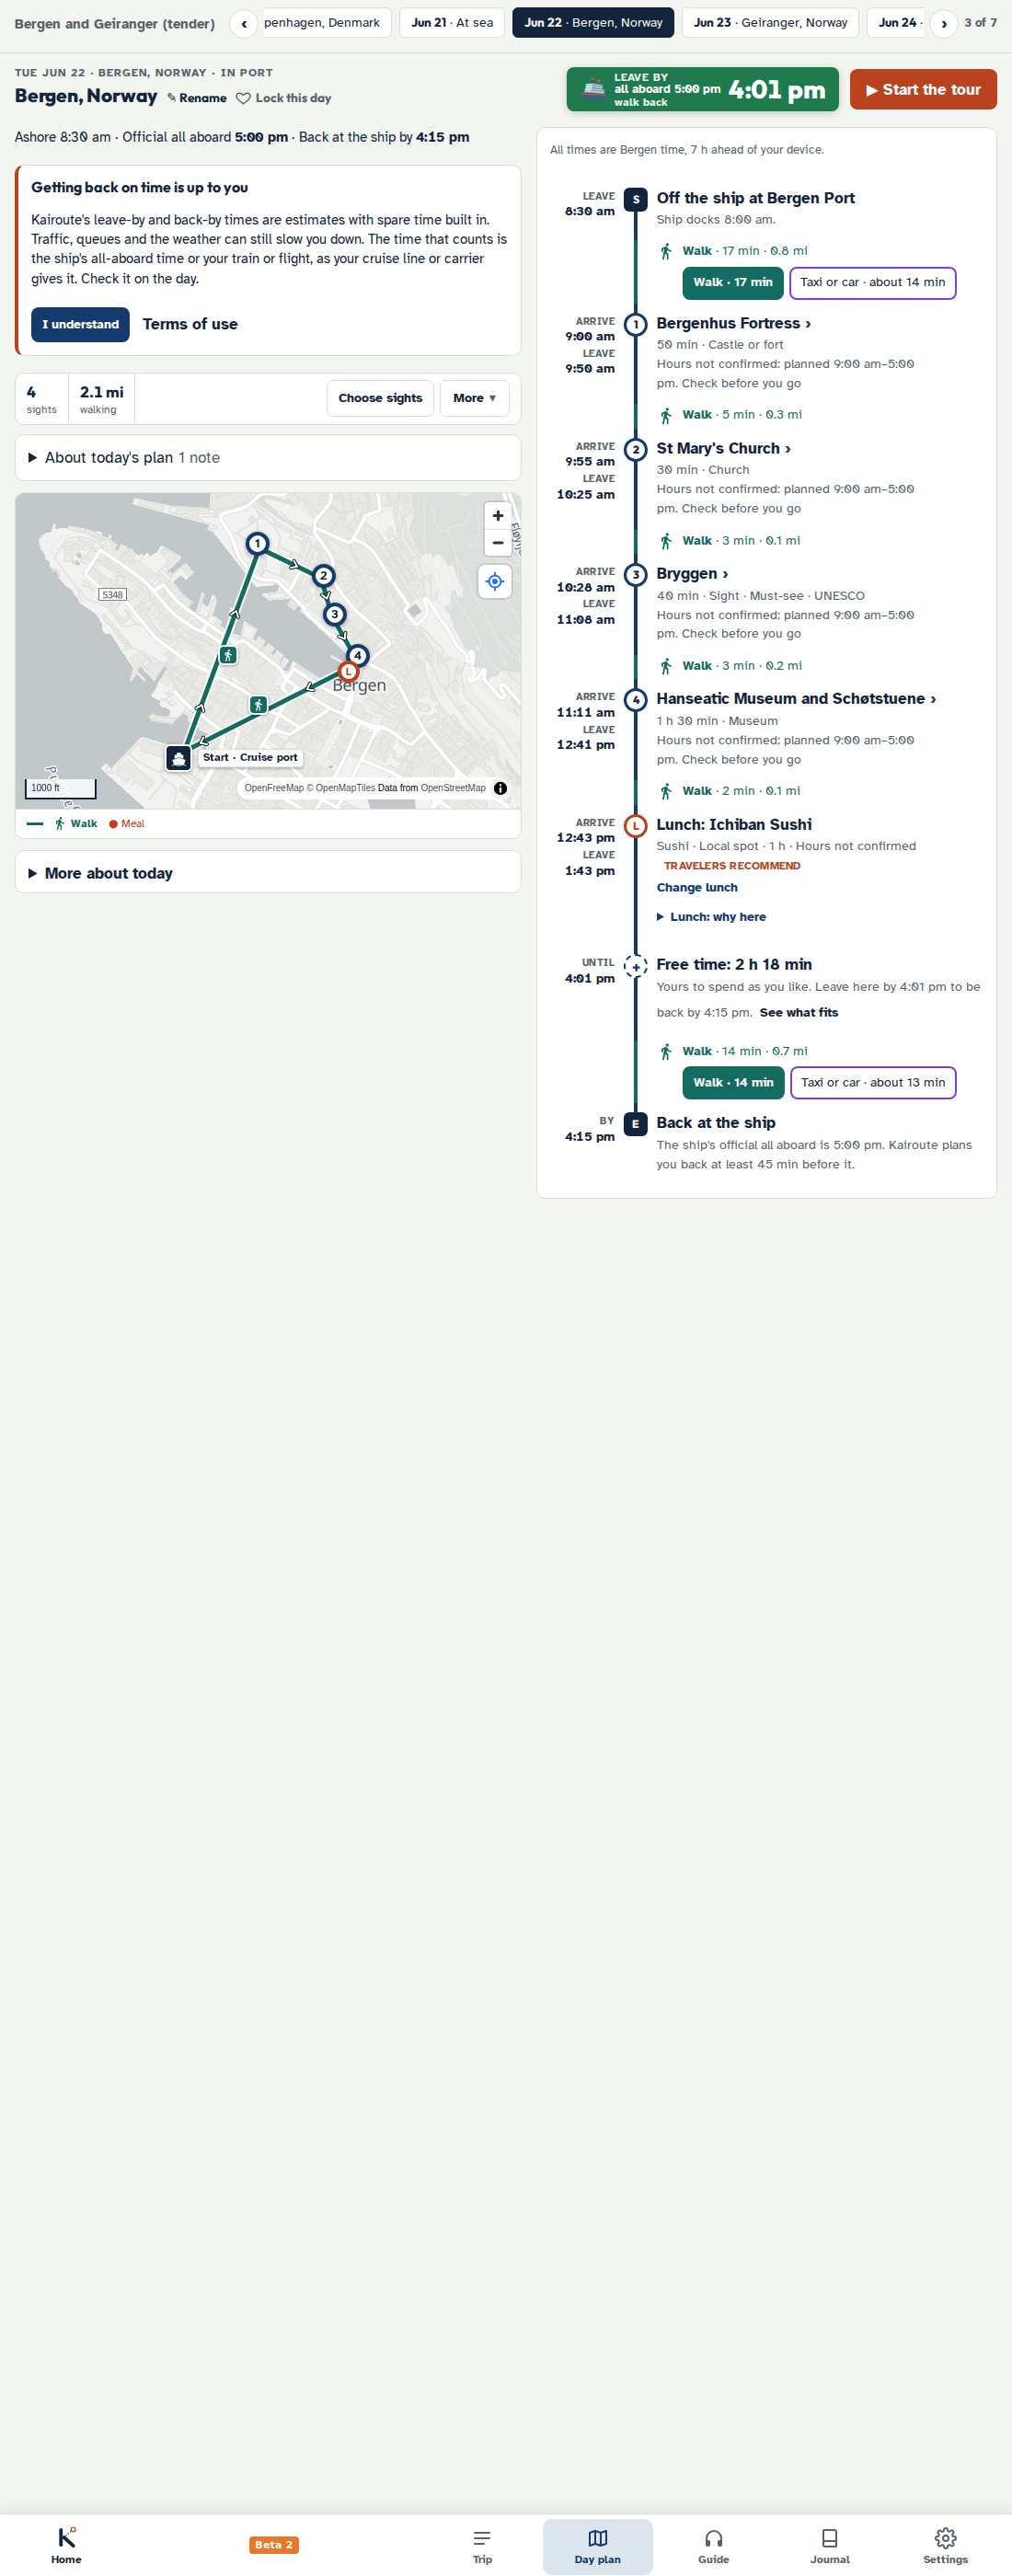 Bergen and Geiranger (tender)
‹
penhagen, Denmark
Jun 21 · At sea
Jun 22 · Bergen, Norway
Jun 23 · Geiranger, Norway
Jun 24 ·
›
3 of 7
TUE JUN 22 · BERGEN, NORWAY · IN PORT
Bergen, Norway
✎ Rename
Lock this day
LEAVE BY
all aboard 5:00 pm
walk back
4:01 pm
▶ Start the tour
Ashore 8:30 am · Official all aboard 5:00 pm · Back at the ship by 4:15 pm
Getting back on time is up to you
Kairoute's leave-by and back-by times are estimates with spare time built in.
Traffic, queues and the weather can still slow you down. The time that counts is
the ship's all-aboard time or your train or flight, as your cruise line or carrier
gives it. Check it on the day.
I understand
Terms of use
4
sights
2.1 mi
walking
Choose sights
More ▼
▶ About today's plan 1 note
5348
1
2
3
4
L
Bergen
Start · Cruise port
+
−
1000 ft
OpenFreeMap © OpenMapTiles Data from OpenStreetMap
Walk
Meal
▶ More about today
All times are Bergen time, 7 h ahead of your device.
LEAVE
8:30 am
S
Off the ship at Bergen Port
Ship docks 8:00 am.
Walk · 17 min · 0.8 mi
Walk · 17 min
Taxi or car · about 14 min
ARRIVE
9:00 am
LEAVE
9:50 am
1
Bergenhus Fortress ›
50 min · Castle or fort
Hours not confirmed: planned 9:00 am–5:00
pm. Check before you go
Walk · 5 min · 0.3 mi
ARRIVE
9:55 am
LEAVE
10:25 am
2
St Mary's Church ›
30 min · Church
Hours not confirmed: planned 9:00 am–5:00
pm. Check before you go
Walk · 3 min · 0.1 mi
ARRIVE
10:28 am
LEAVE
11:08 am
3
Bryggen ›
40 min · Sight · Must-see · UNESCO
Hours not confirmed: planned 9:00 am–5:00
pm. Check before you go
Walk · 3 min · 0.2 mi
ARRIVE
11:11 am
LEAVE
12:41 pm
4
Hanseatic Museum and Schøtstuene ›
1 h 30 min · Museum
Hours not confirmed: planned 9:00 am–5:00
pm. Check before you go
Walk · 2 min · 0.1 mi
ARRIVE
12:43 pm
LEAVE
1:43 pm
L
Lunch: Ichiban Sushi
Sushi · Local spot · 1 h · Hours not confirmed
TRAVELERS RECOMMEND
Change lunch
▶ Lunch: why here
UNTIL
4:01 pm
+
Free time: 2 h 18 min
Yours to spend as you like. Leave here by 4:01 pm to be
back by 4:15 pm. See what fits
Walk · 14 min · 0.7 mi
Walk · 14 min
Taxi or car · about 13 min
BY
4:15 pm
E
Back at the ship
The ship's official all aboard is 5:00 pm. Kairoute plans
you back at least 45 min before it.
Home
Beta 2
Trip
Day plan
Guide
Journal
Settings